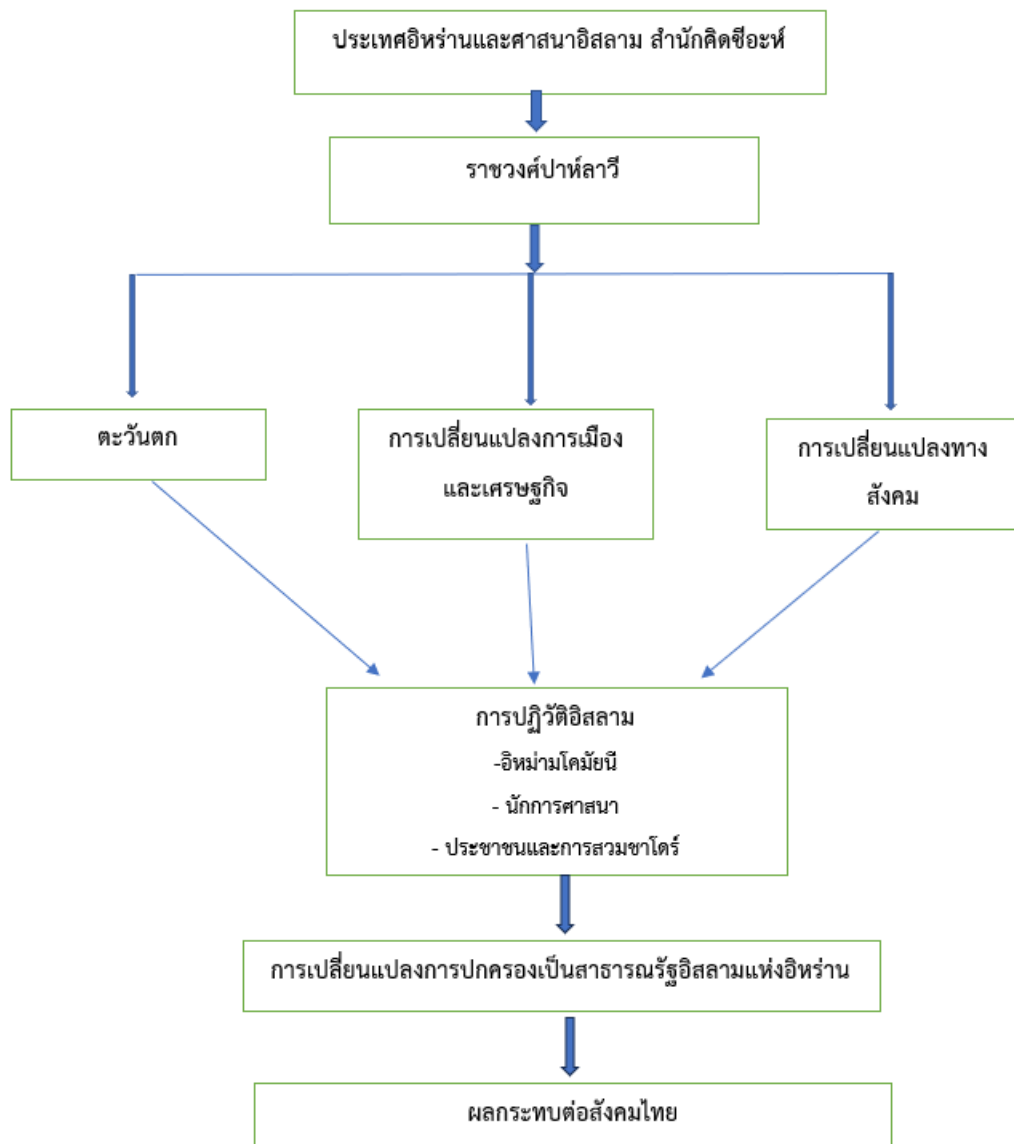 ประเทศอิหร่านและศาสนาอิสลาม สำนักคิดชีอะห์
ราชวงศ์ปาห์ลาวี
ตะวันตก
การเปลี่ยนแปลงการเมือง
และเศรษฐกิจ
การเปลี่ยนแปลงทาง
สังคม
การปฏิวัติอิสลาม
-อิหม่ามโคมัยนี
- นักการศาสนา
- ประชาชนและการสวมชาโดร์
การเปลี่ยนแปลงการปกครองเป็นสาธารณรัฐอิสลามแห่งอิหร่าน
ผลกระทบต่อสังคมไทย